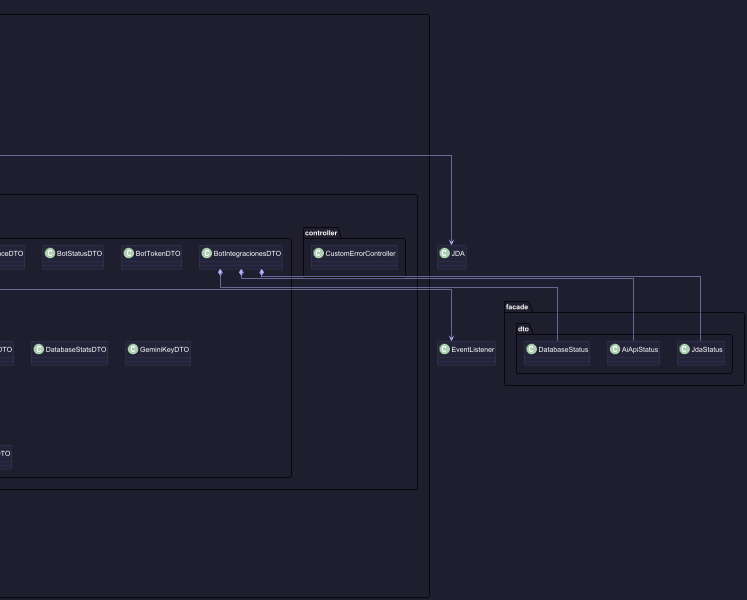 controller
ceDTO
C BotStatusDTO
C BotTokenDTO
C BotIntegracionesDTO
C CustomErrorController
C JDA
facade
dto
DTO
C DatabaseStatsDTO
C GeminiKeyDTO
C EventListener
C DatabaseStatus
C AiApiStatus
C JdaStatus
TO